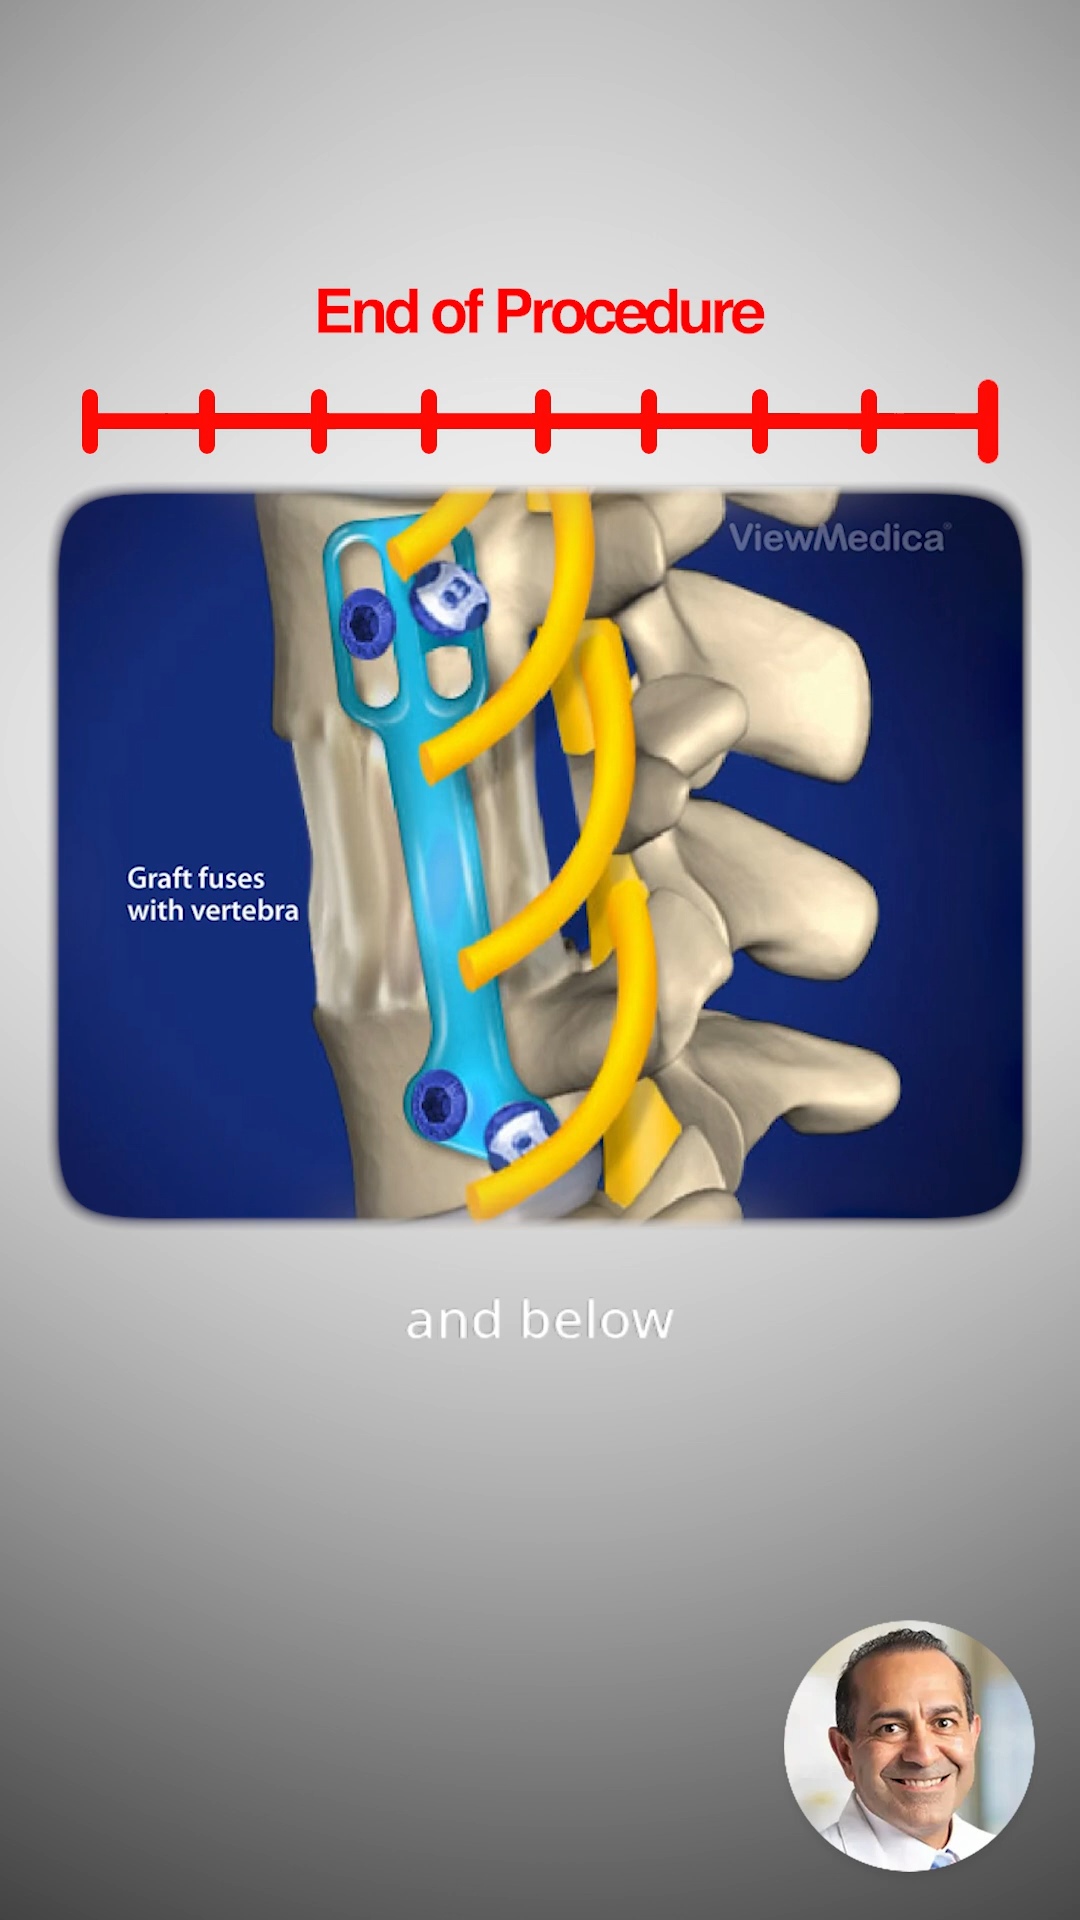 End of Procedure
ViewMedica®
Graft fuses
with vertebra
and below